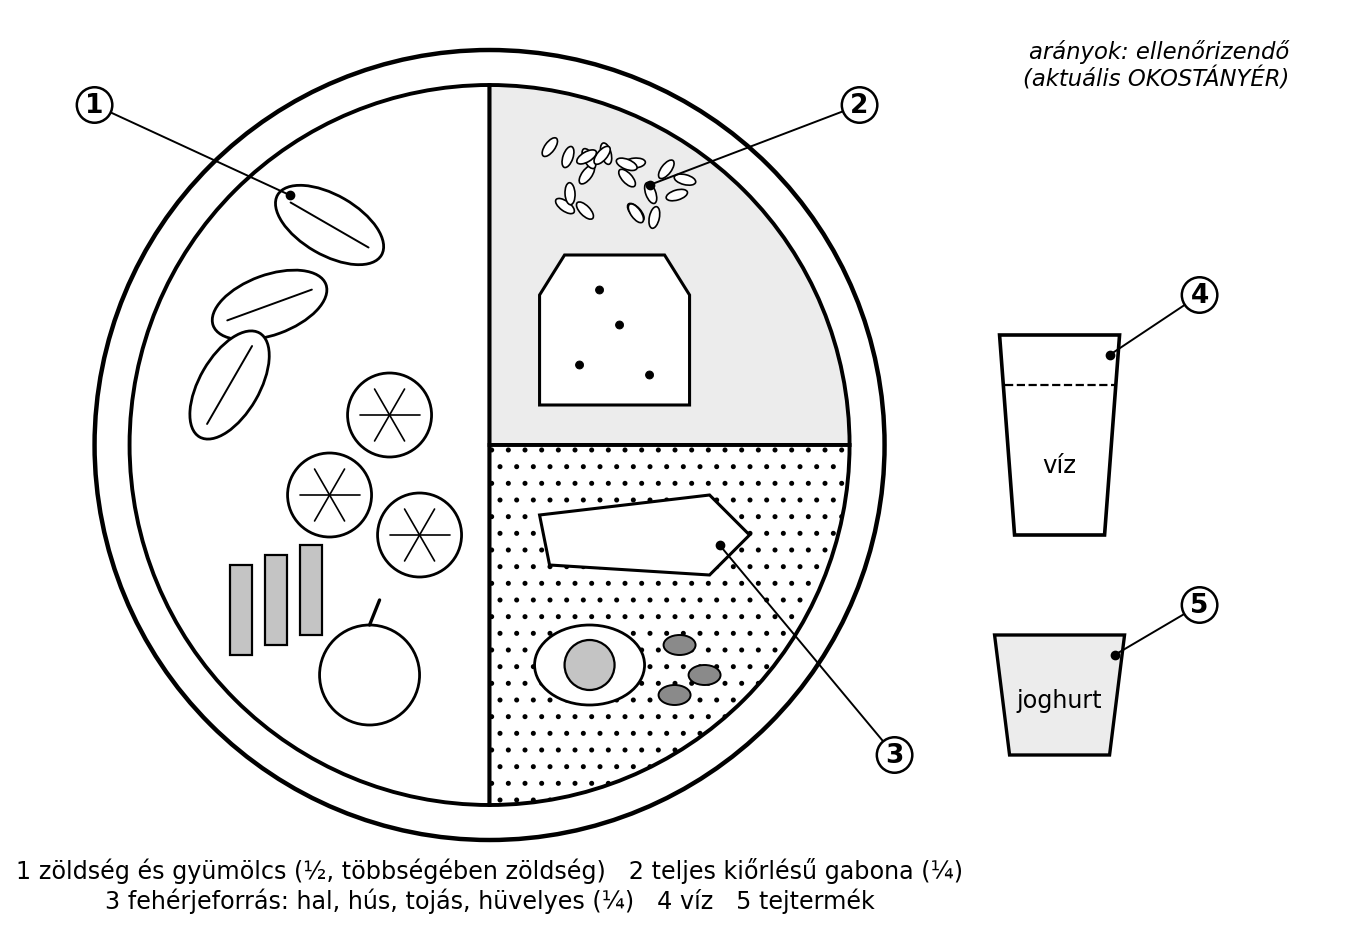 arányok: ellenőrizendő
(aktuális OKOSTÁNYÉR)
1
2
4
víz
5
joghurt
3
1 zöldség és gyümölcs (½, többségében zöldség)   2 teljes kiőrlésű gabona (¼)
3 fehérjeforrás: hal, hús, tojás, hüvelyes (¼)   4 víz   5 tejtermék